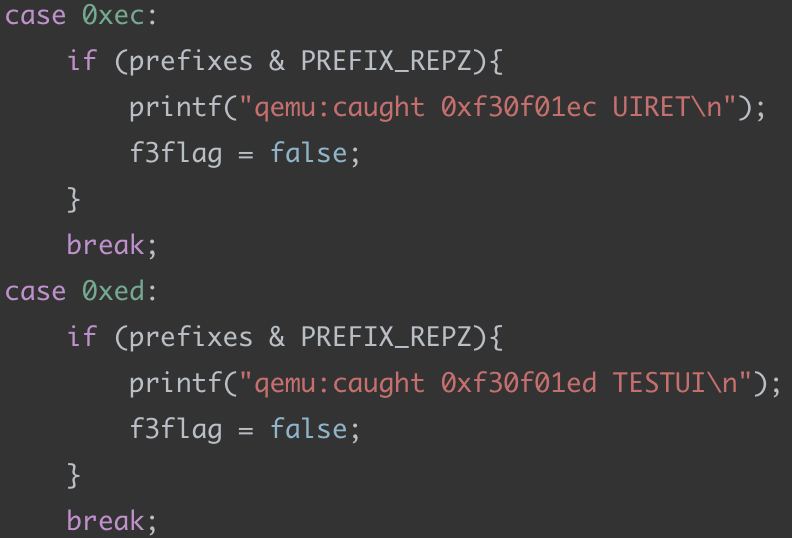 case 0xec:
    if (prefixes & PREFIX_REPZ){
        printf("qemu:caught 0xf30f01ec UIRET\n");
        f3flag = false;
    }
    break;
case 0xed:
    if (prefixes & PREFIX_REPZ){
        printf("qemu:caught 0xf30f01ed TESTUI\n");
        f3flag = false;
    }
    break;